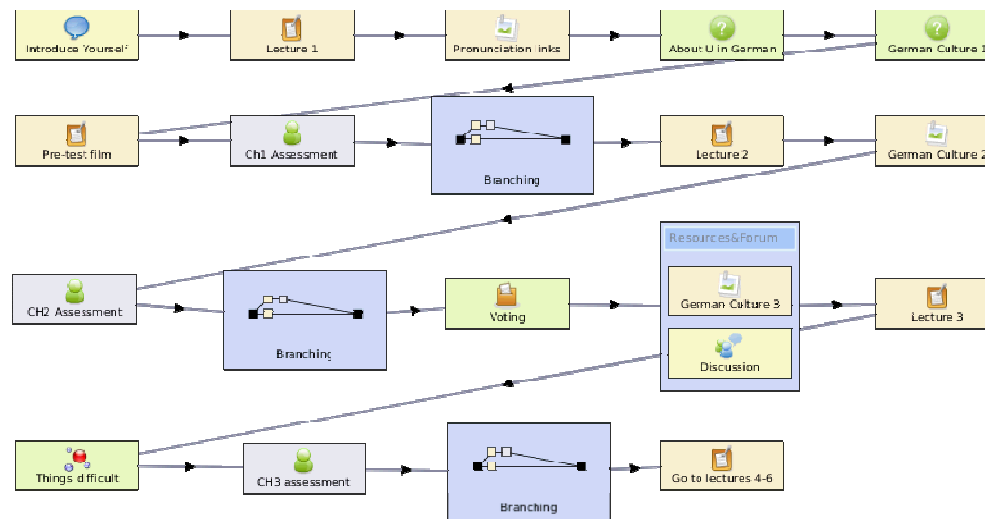 Introduce Yourself
Lecture 1
Pronunciation links
About U in German
German Culture 1
Pre-test film
Ch1 Assessment
Branching
Lecture 2
German Culture 2
CH2 Assessment
Branching
Voting
Resources&Forum
German Culture 3
Discussion
Lecture 3
Things difficult
CH3 assessment
Branching
Go to lectures 4-6